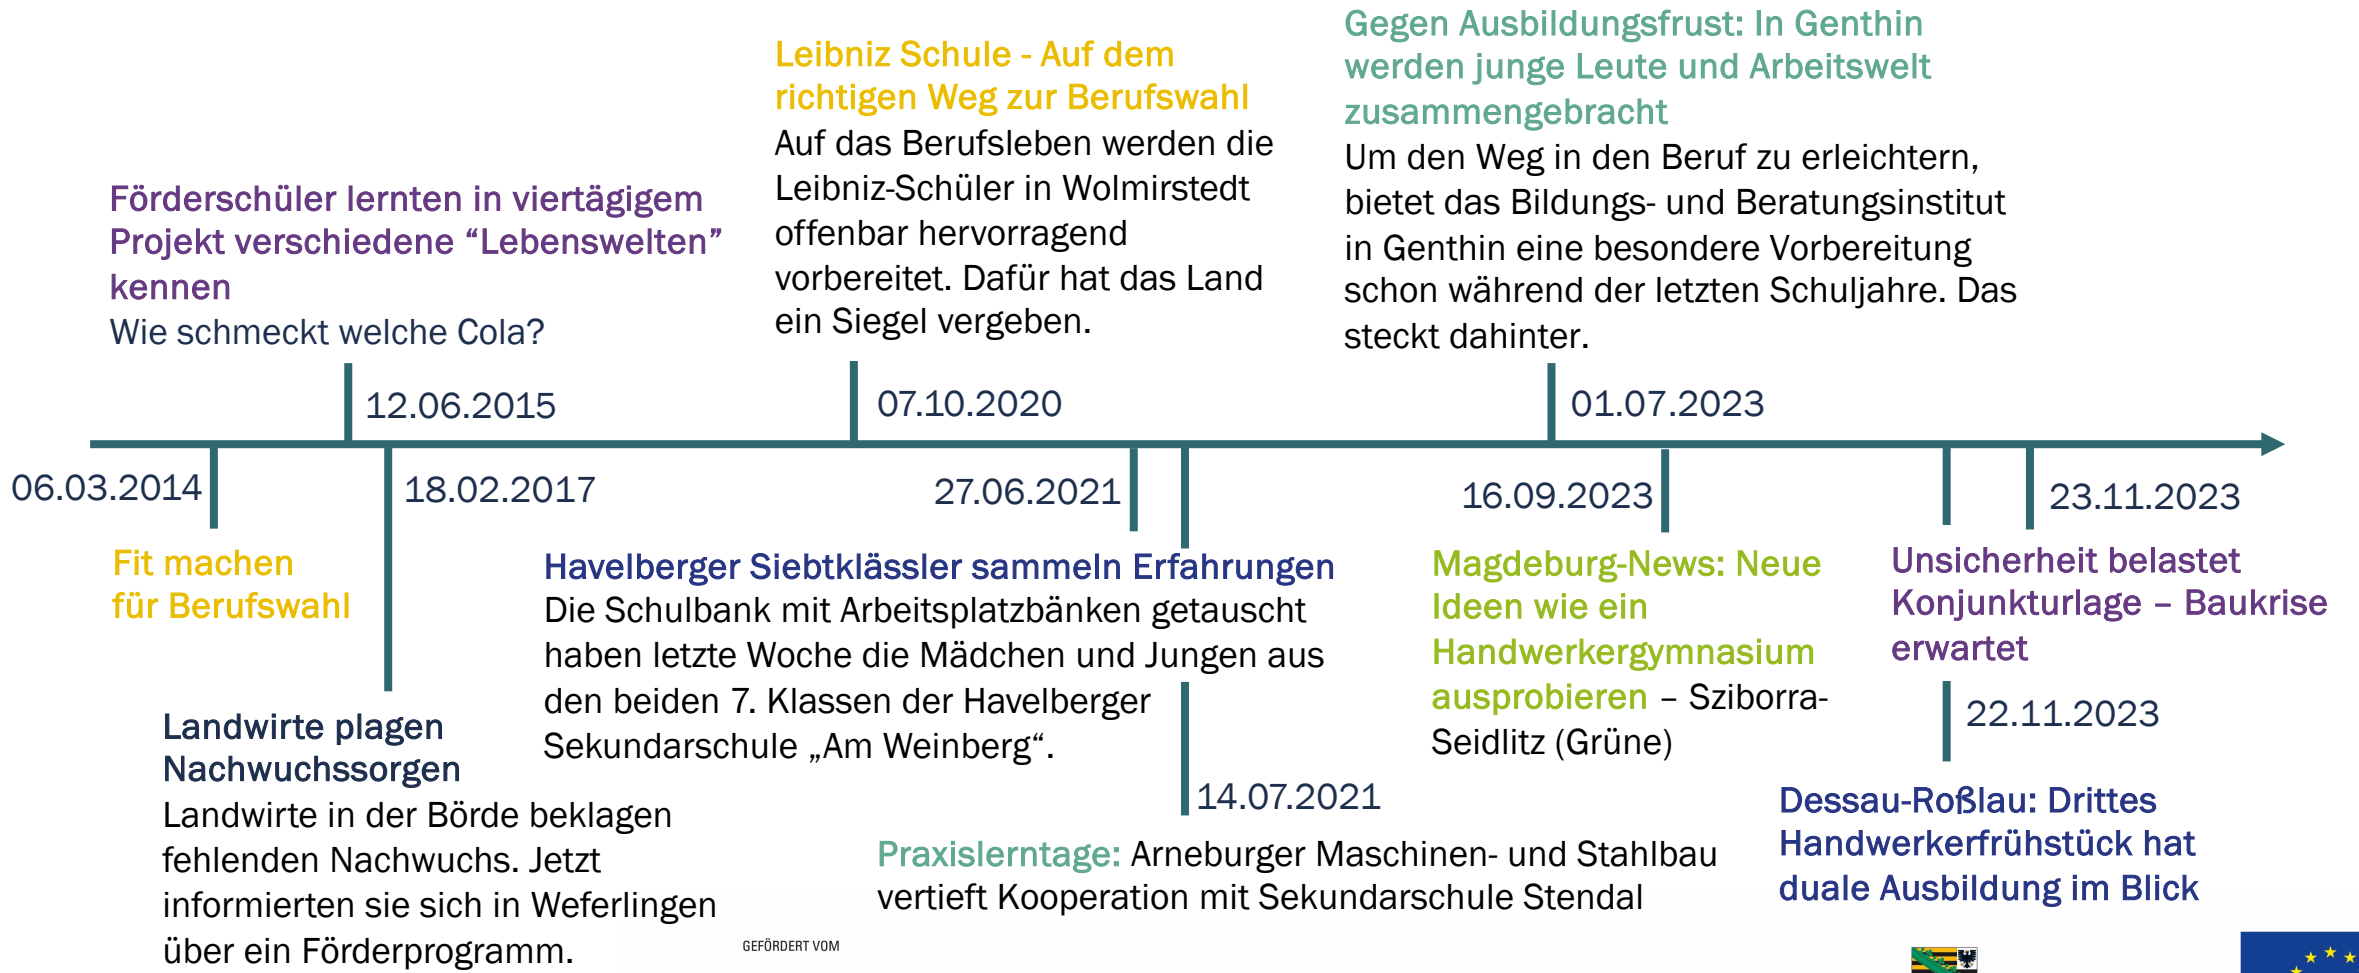 Förderschüler lernten in viertägigem
Projekt verschiedene “Lebenswelten”
kennen
Wie schmeckt welche Cola?
12.06.2015
Leibniz Schule - Auf dem
richtigen Weg zur Berufswahl
Auf das Berufsleben werden die
Leibniz-Schüler in Wolmirstedt
offenbar hervorragend
vorbereitet. Dafür hat das Land
ein Siegel vergeben.
07.10.2020
Gegen Ausbildungsfrust: In Genthin
werden junge Leute und Arbeitswelt
zusammengebracht
Um den Weg in den Beruf zu erleichtern,
bietet das Bildungs- und Beratungsinstitut
in Genthin eine besondere Vorbereitung
schon während der letzten Schuljahre. Das
steckt dahinter.
01.07.2023
06.03.2014
Fit machen
für Berufswahl
18.02.2017
Landwirte plagen
Nachwuchssorgen
Landwirte in der Börde beklagen
fehlenden Nachwuchs. Jetzt
informierten sie sich in Weferlingen
über ein Förderprogramm.
27.06.2021
Havelberger Siebtklässler sammeln Erfahrungen
Die Schulbank mit Arbeitsplatzbänken getauscht
haben letzte Woche die Mädchen und Jungen aus
den beiden 7. Klassen der Havelberger
Sekundarschule „Am Weinberg“.
14.07.2021
Praxislerntage: Arneburger Maschinen- und Stahlbau
vertieft Kooperation mit Sekundarschule Stendal
16.09.2023
Magdeburg-News: Neue
Ideen wie ein
Handwerkergymnasium
ausprobieren – Sziborra-
Seidlitz (Grüne)
23.11.2023
Unsicherheit belastet
Konjunkturlage – Baukrise
erwartet
22.11.2023
Dessau-Roßlau: Drittes
Handwerkerfrühstück hat
duale Ausbildung im Blick
GEFÖRDERT VOM